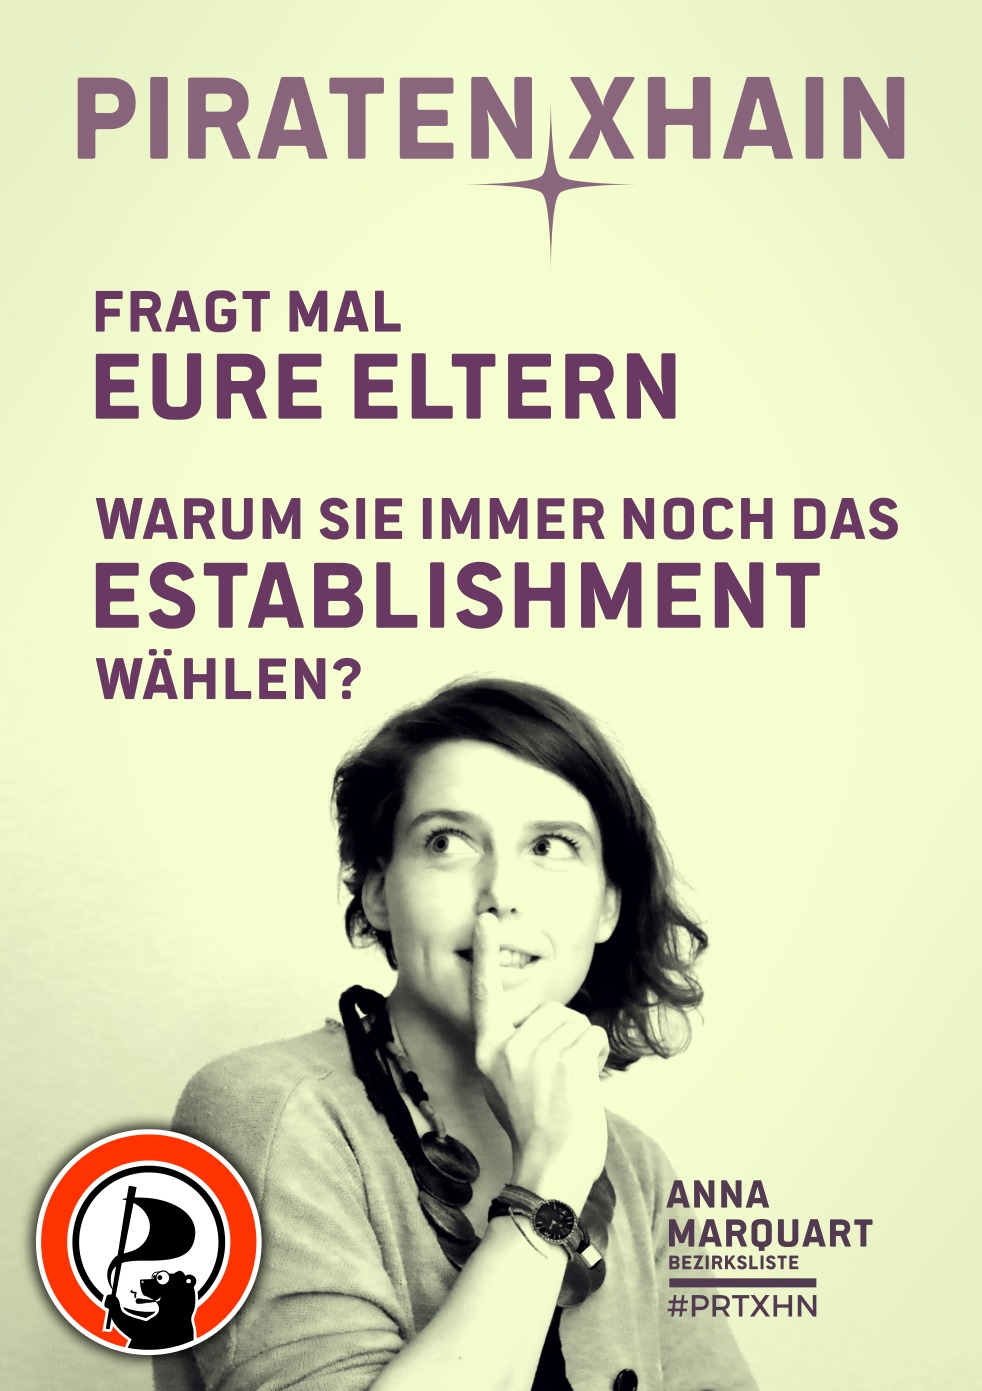 PIRATEN XHAIN
FRAGT MAL
EURE ELTERN
WARUM SIE IMMER NOCH DAS
ESTABLISHMENT
WÄHLEN?
ANNA
MARQUART
BEZIRKSLISTE
#PRTXHN